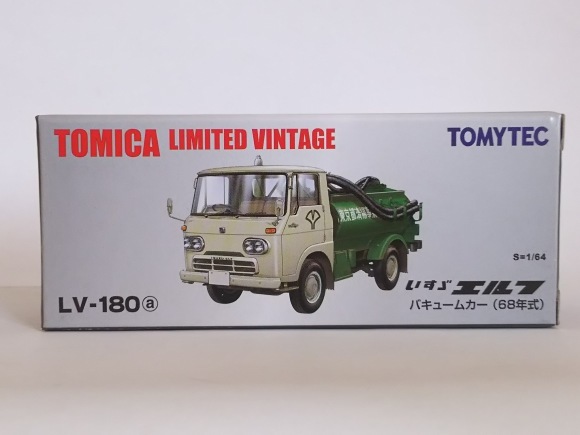 TOMICA LIMITED VINTAGE
TOMYTEC
S=1/64
LV-180ⓐ
いすゞ エルフ
バキュームカー（68年式）